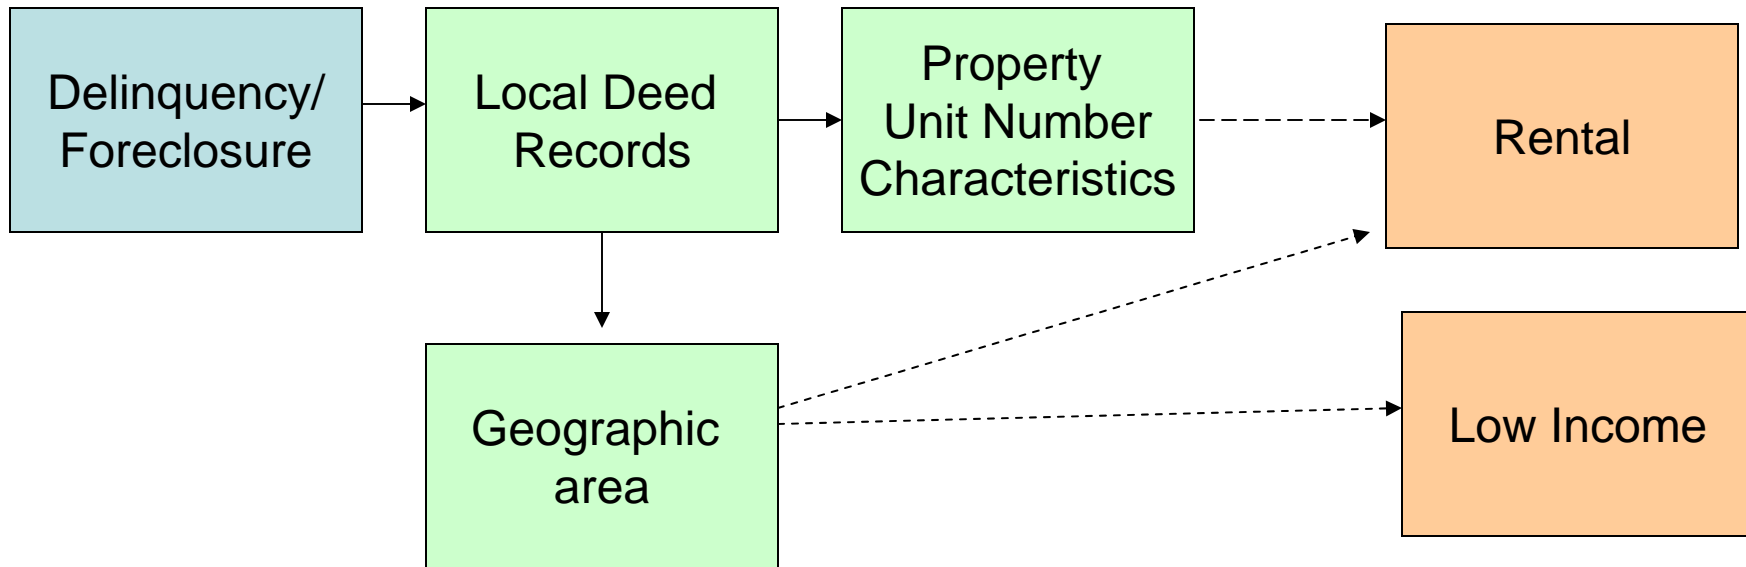 Delinquency/
Foreclosure
Local Deed
Records
Property
Unit Number
Characteristics
Rental
Geographic
area
Low Income